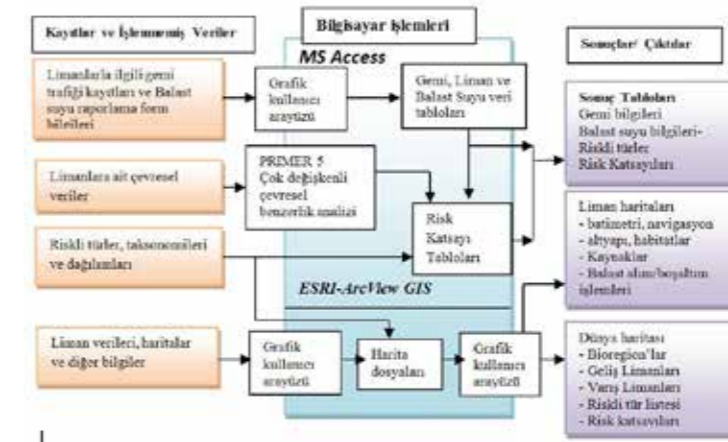 Kayıtlar ve İşlenmemiş Veriler
Limanlarla ilgili gemi
trafiği kayıtları ve Balast
suyu raporlama form
bilgileri
Limanlara ait çevresel
veriler
Riskli türler, taksonomileri
ve dağılımları
Liman verileri, haritalar
ve diğer bilgiler
Bilgisayar işlemleri
MS Access
Grafik
kullanıcı
arayüzü
Gemi, Liman ve
Balast Suyu veri
tabloları
PRIMER 5
Çok değişkenli
çevresel
benzerlik analizi
Risk
Katsayı
Tabloları
ESRI-ArcView GIS
Grafik
kullanıcı
arayüzü
Harita
dosyaları
Grafik
kullanıcı
arayüzü
Sonuçlar/ Çıktılar
Sonuç Tabloları
Gemi bilgileri
Balast suyu bilgileri-
Riskli türler
Risk Katsayıları
Liman haritaları
- batimetri, navigasyon
- altyapı, habitatlar
- Kaynaklar
- Balast alım/boşaltım
işlemleri
Dünya haritası
- Bioregion'lar
- Geliş Limanları
- Varış Limanları
- Riskli tür listesi
- Risk katsayıları